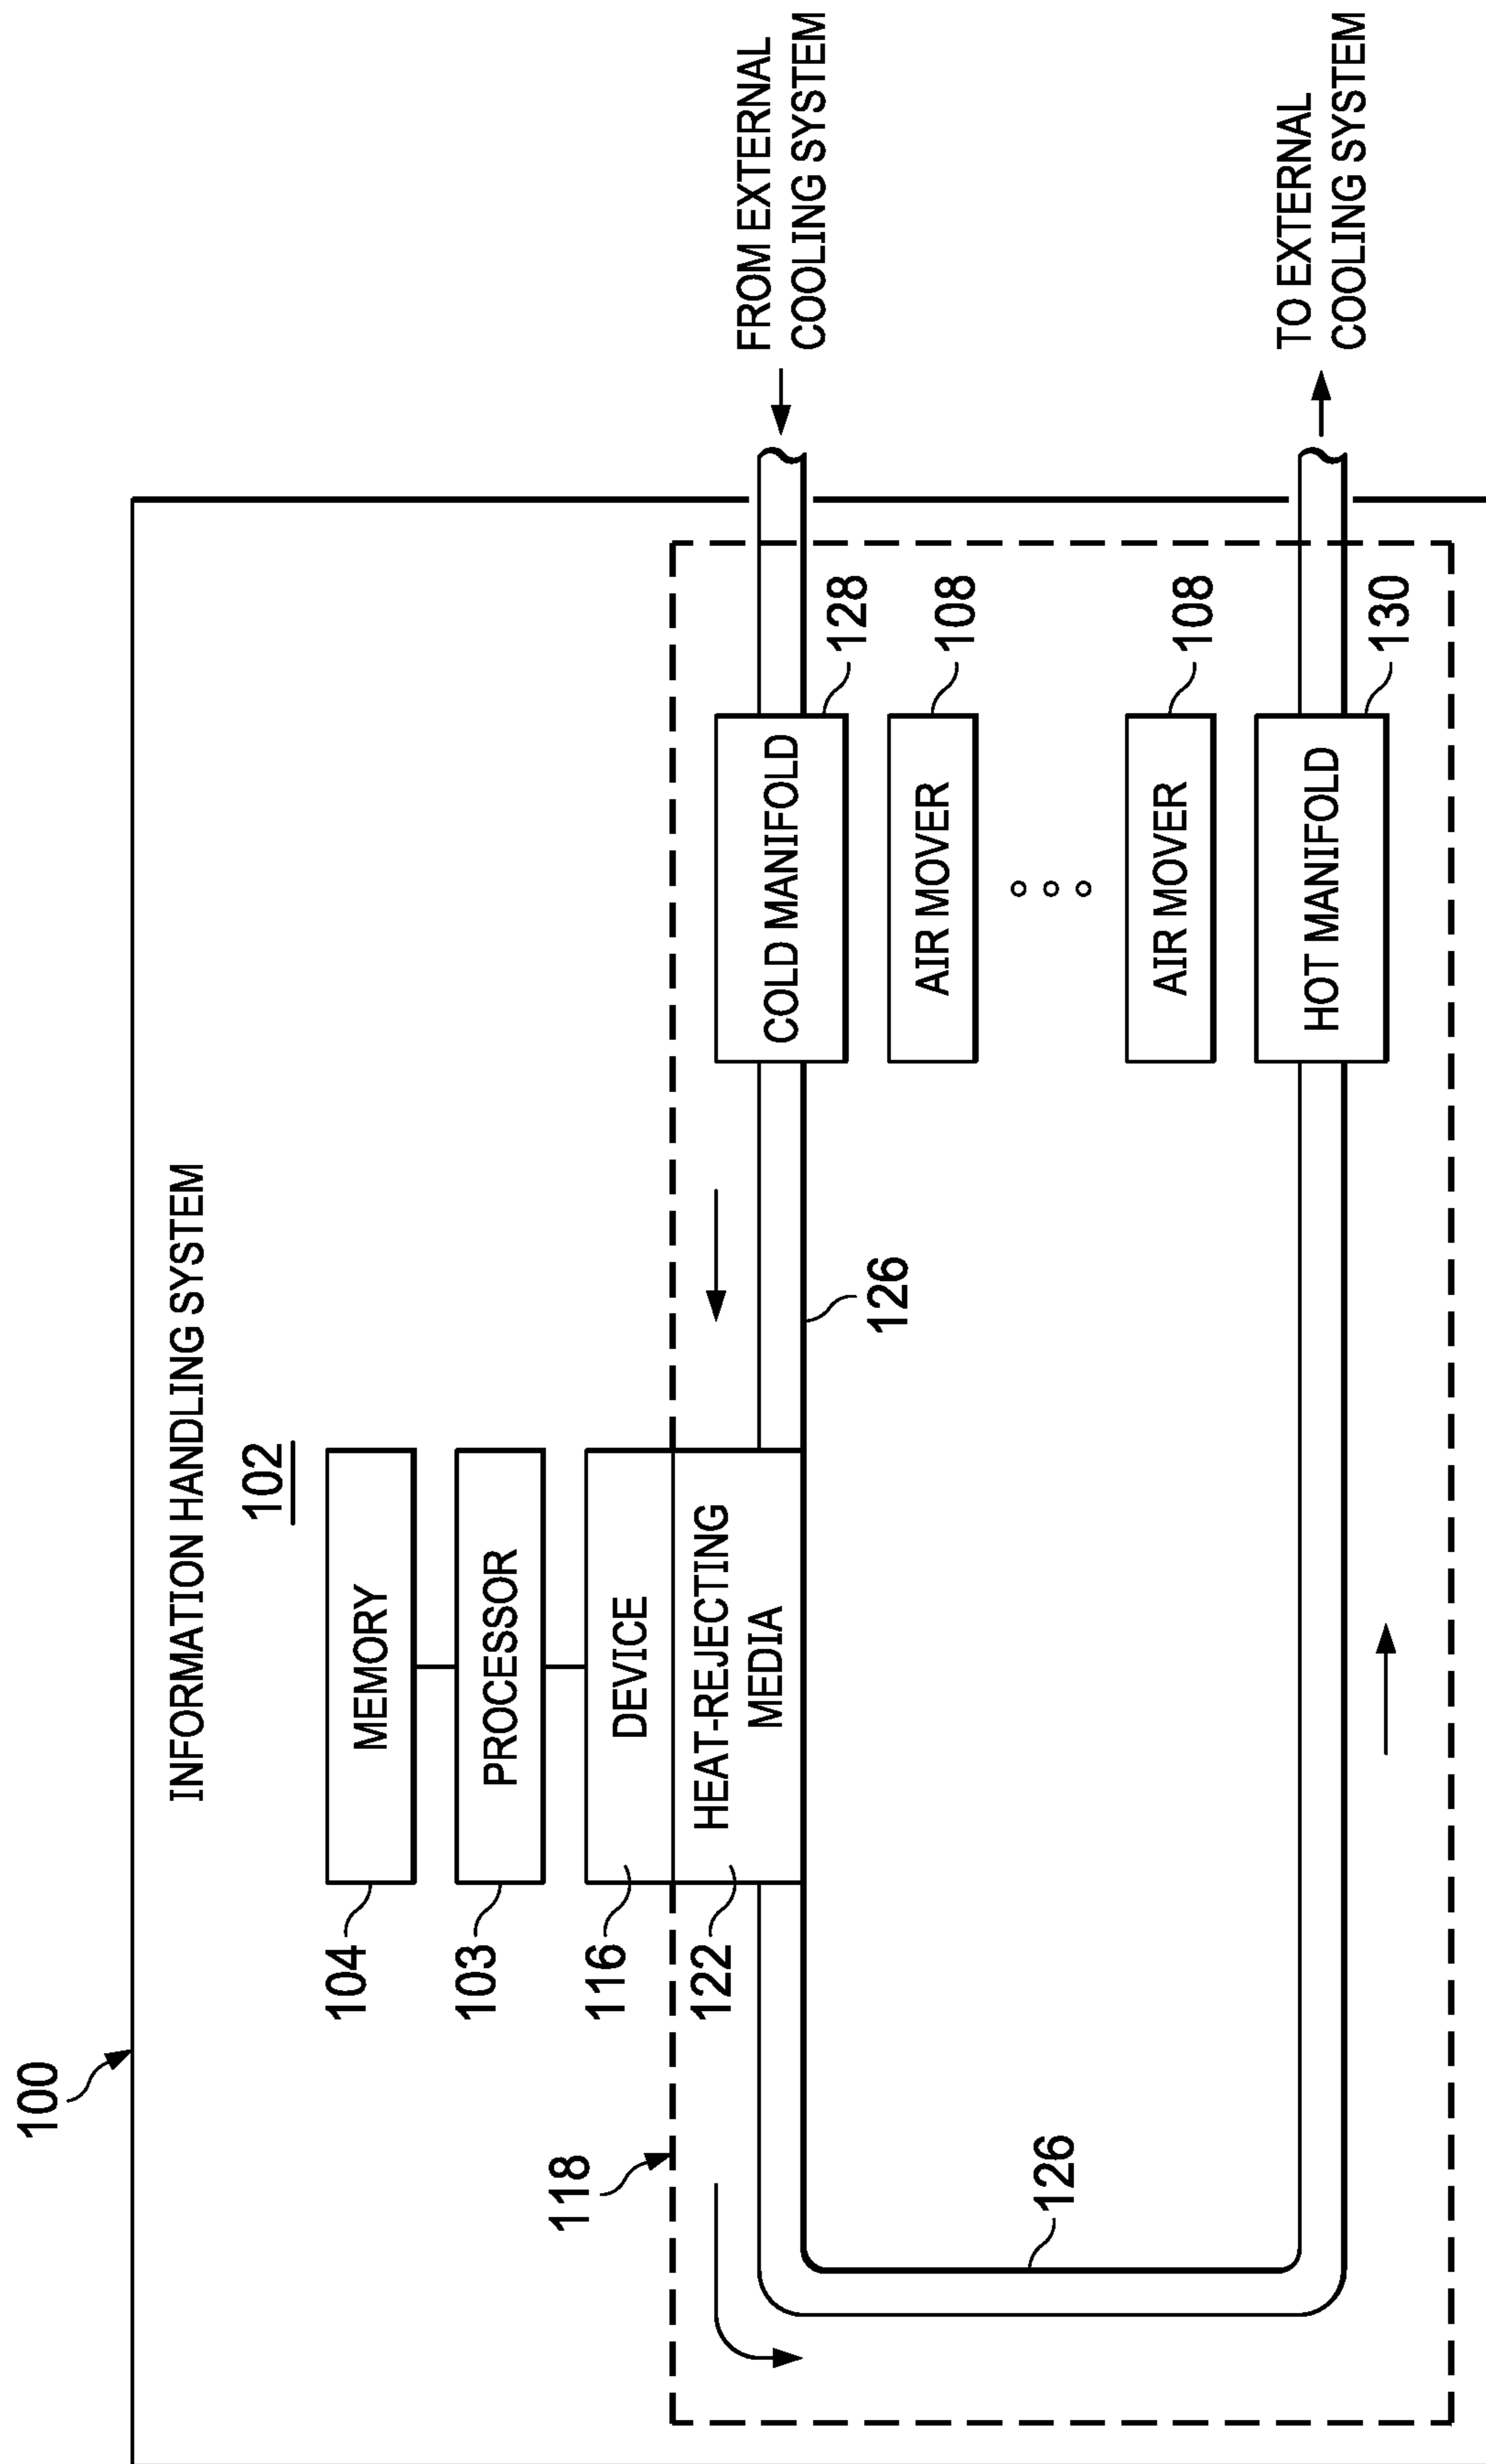 100
INFORMATION HANDLING SYSTEM
102
104
MEMORY
103
PROCESSOR
116
DEVICE
118
122
HEAT-REJECTING
MEDIA
126
COLD MANIFOLD
128
FROM EXTERNAL
COOLING SYSTEM
AIR MOVER
108
126
AIR MOVER
108
HOT MANIFOLD
130
TO EXTERNAL
COOLING SYSTEM